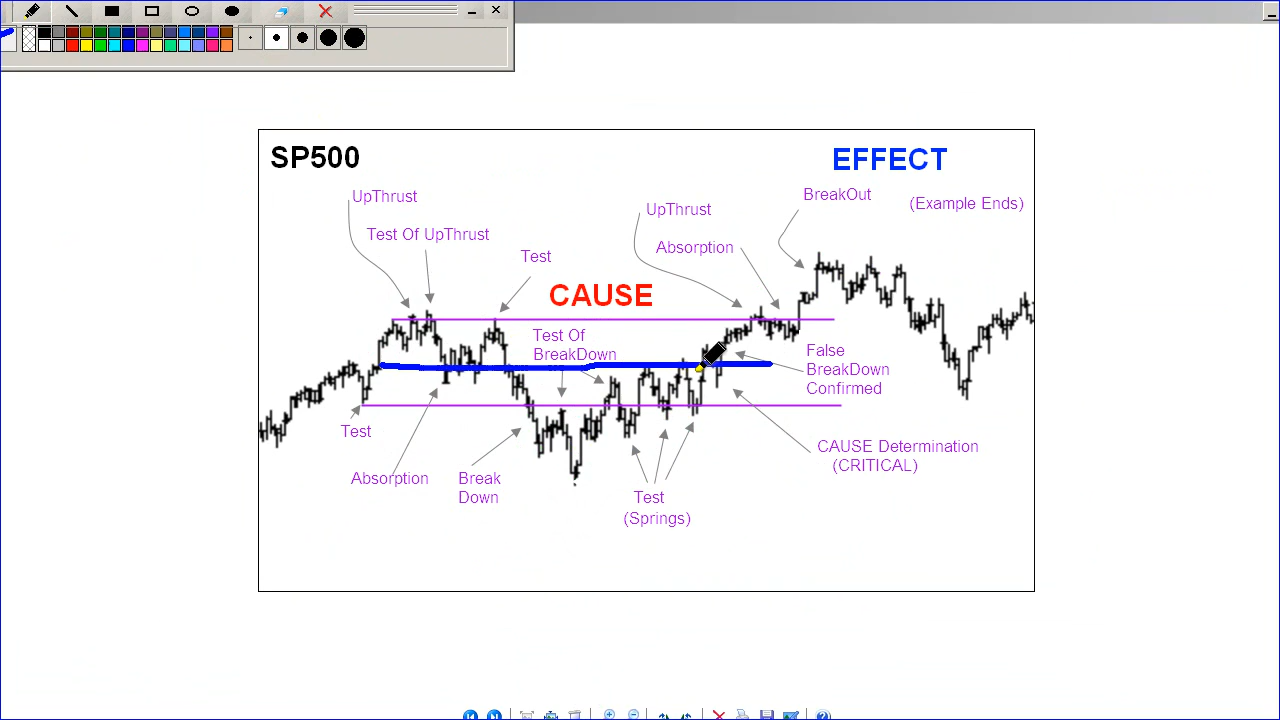 SP500
EFFECT
UpThrust
BreakOut
(Example Ends)
UpThrust
Test Of UpThrust
Absorption
Test
CAUSE
Test Of
BreakDown
False
BreakDown
Confirmed
Test
CAUSE Determination
(CRITICAL)
Absorption
Break
Down
Test
(Springs)